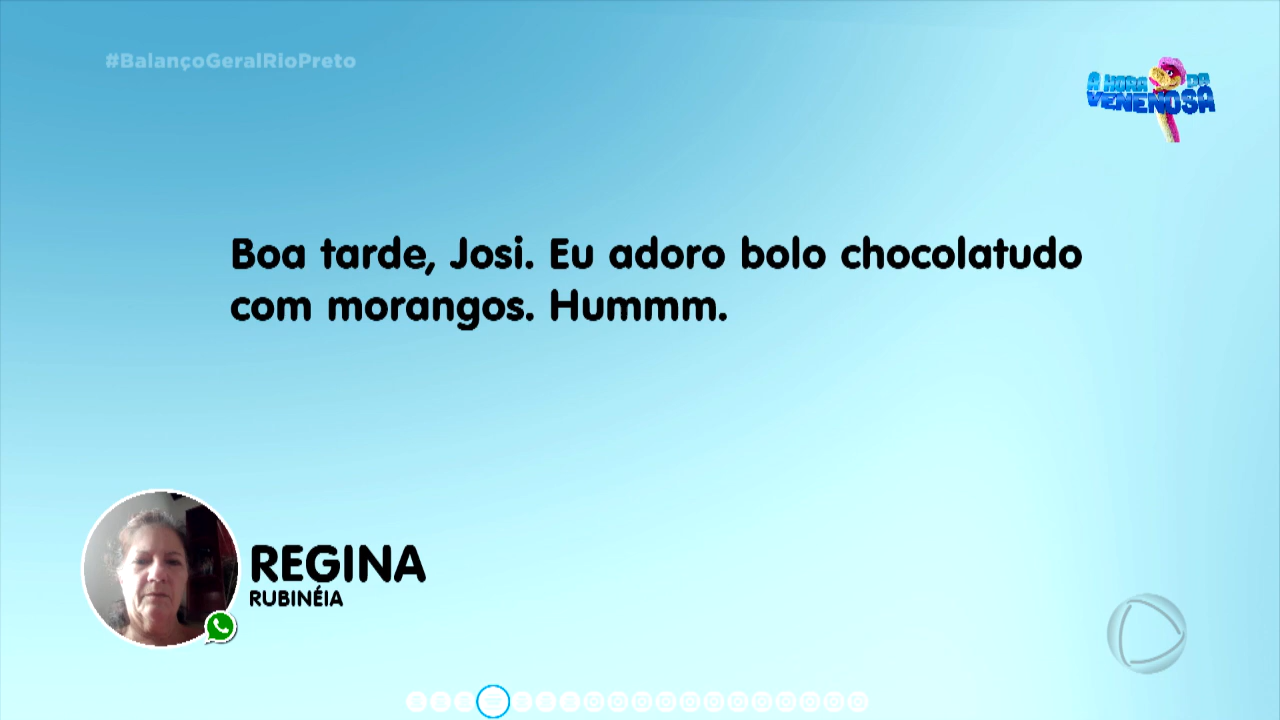 #BalançoGeralRioPreto
A HORA DA
VENENOSA
Boa tarde, Josi. Eu adoro bolo chocolatudo
com morangos. Hummm.
REGINA
RUBINÉIA